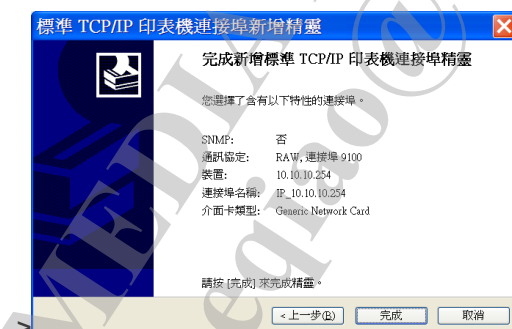 標準 TCP/IP 印表機連接埠新增精靈
完成新增標準 TCP/IP 印表機連接埠精靈
您選擇了含有以下特性的連接埠。
SNMP: 否
通訊協定: RAW, 連接埠 9100
裝置: 10.10.10.254
連接埠名稱: IP_10.10.10.254
介面卡類型: Generic Network Card
請按 [完成] 來完成精靈。
< 上一步(B) 完成 取消